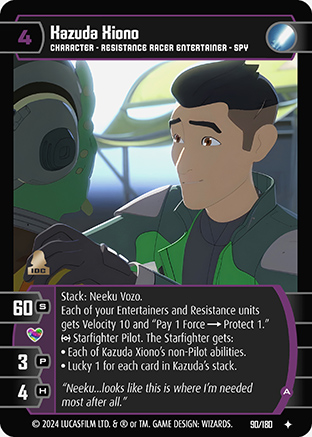 4
Kazuda Xiono
CHARACTER - RESISTANCE RACER ENTERTAINER - SPY
IDC
60 S
3 P
4 H
Stack: Neeku Vozo.
Each of your Entertainers and Resistance units
gets Velocity 10 and “Pay 1 Force → Protect 1.”
Starfighter Pilot. The Starfighter gets:
• Each of Kazuda Xiono’s non-Pilot abilities.
• Lucky 1 for each card in Kazuda’s stack.
“Neeku...looks like this is where I’m needed
most after all.”
A
© 2024 LUCASFILM LTD. & ® or TM. GAME DESIGN: WIZARDS. 90/180